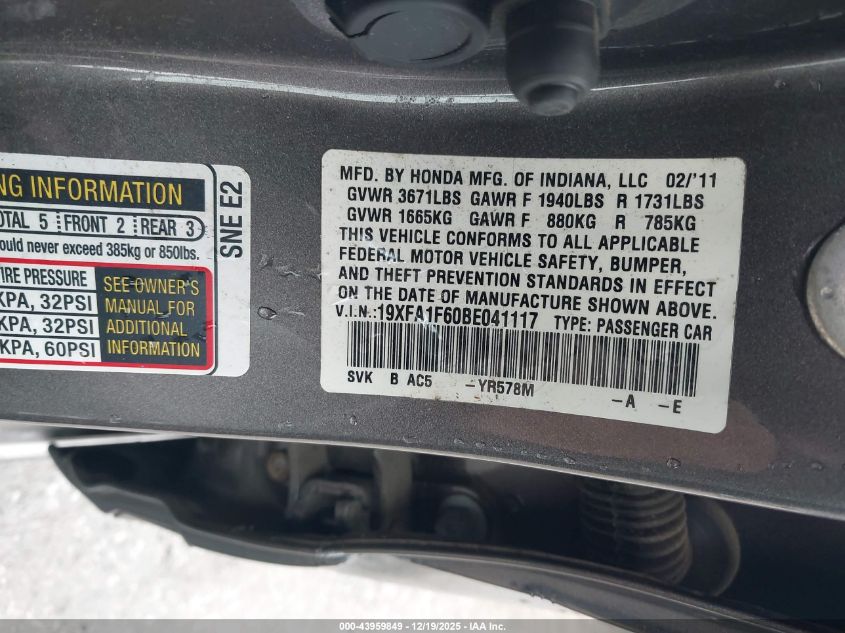 NG INFORMATION
OTAL 5 FRONT 2 REAR 3
ould never exceed 385kg or 850lbs.
IRE PRESSURE
KPA, 32PSI
KPA, 32PSI
KPA, 60PSI
SEE OWNER'S
MANUAL FOR
ADDITIONAL
INFORMATION
SNE E2
MFD. BY HONDA MFG. OF INDIANA, LLC 02/'11
GVWR 3671LBS GAWR F 1940LBS R 1731LBS
GVWR 1665KG GAWR F 880KG R 785KG
THIS VEHICLE CONFORMS TO ALL APPLICABLE
FEDERAL MOTOR VEHICLE SAFETY, BUMPER,
AND THEFT PREVENTION STANDARDS IN EFFECT
ON THE DATE OF MANUFACTURE SHOWN ABOVE.
V.I.N.:19XFA1F60BE041117 TYPE: PASSENGER CAR
SVK B AC5 -YR578M -A -E
000-43959849 - 12/19/2025 - IAA Inc.